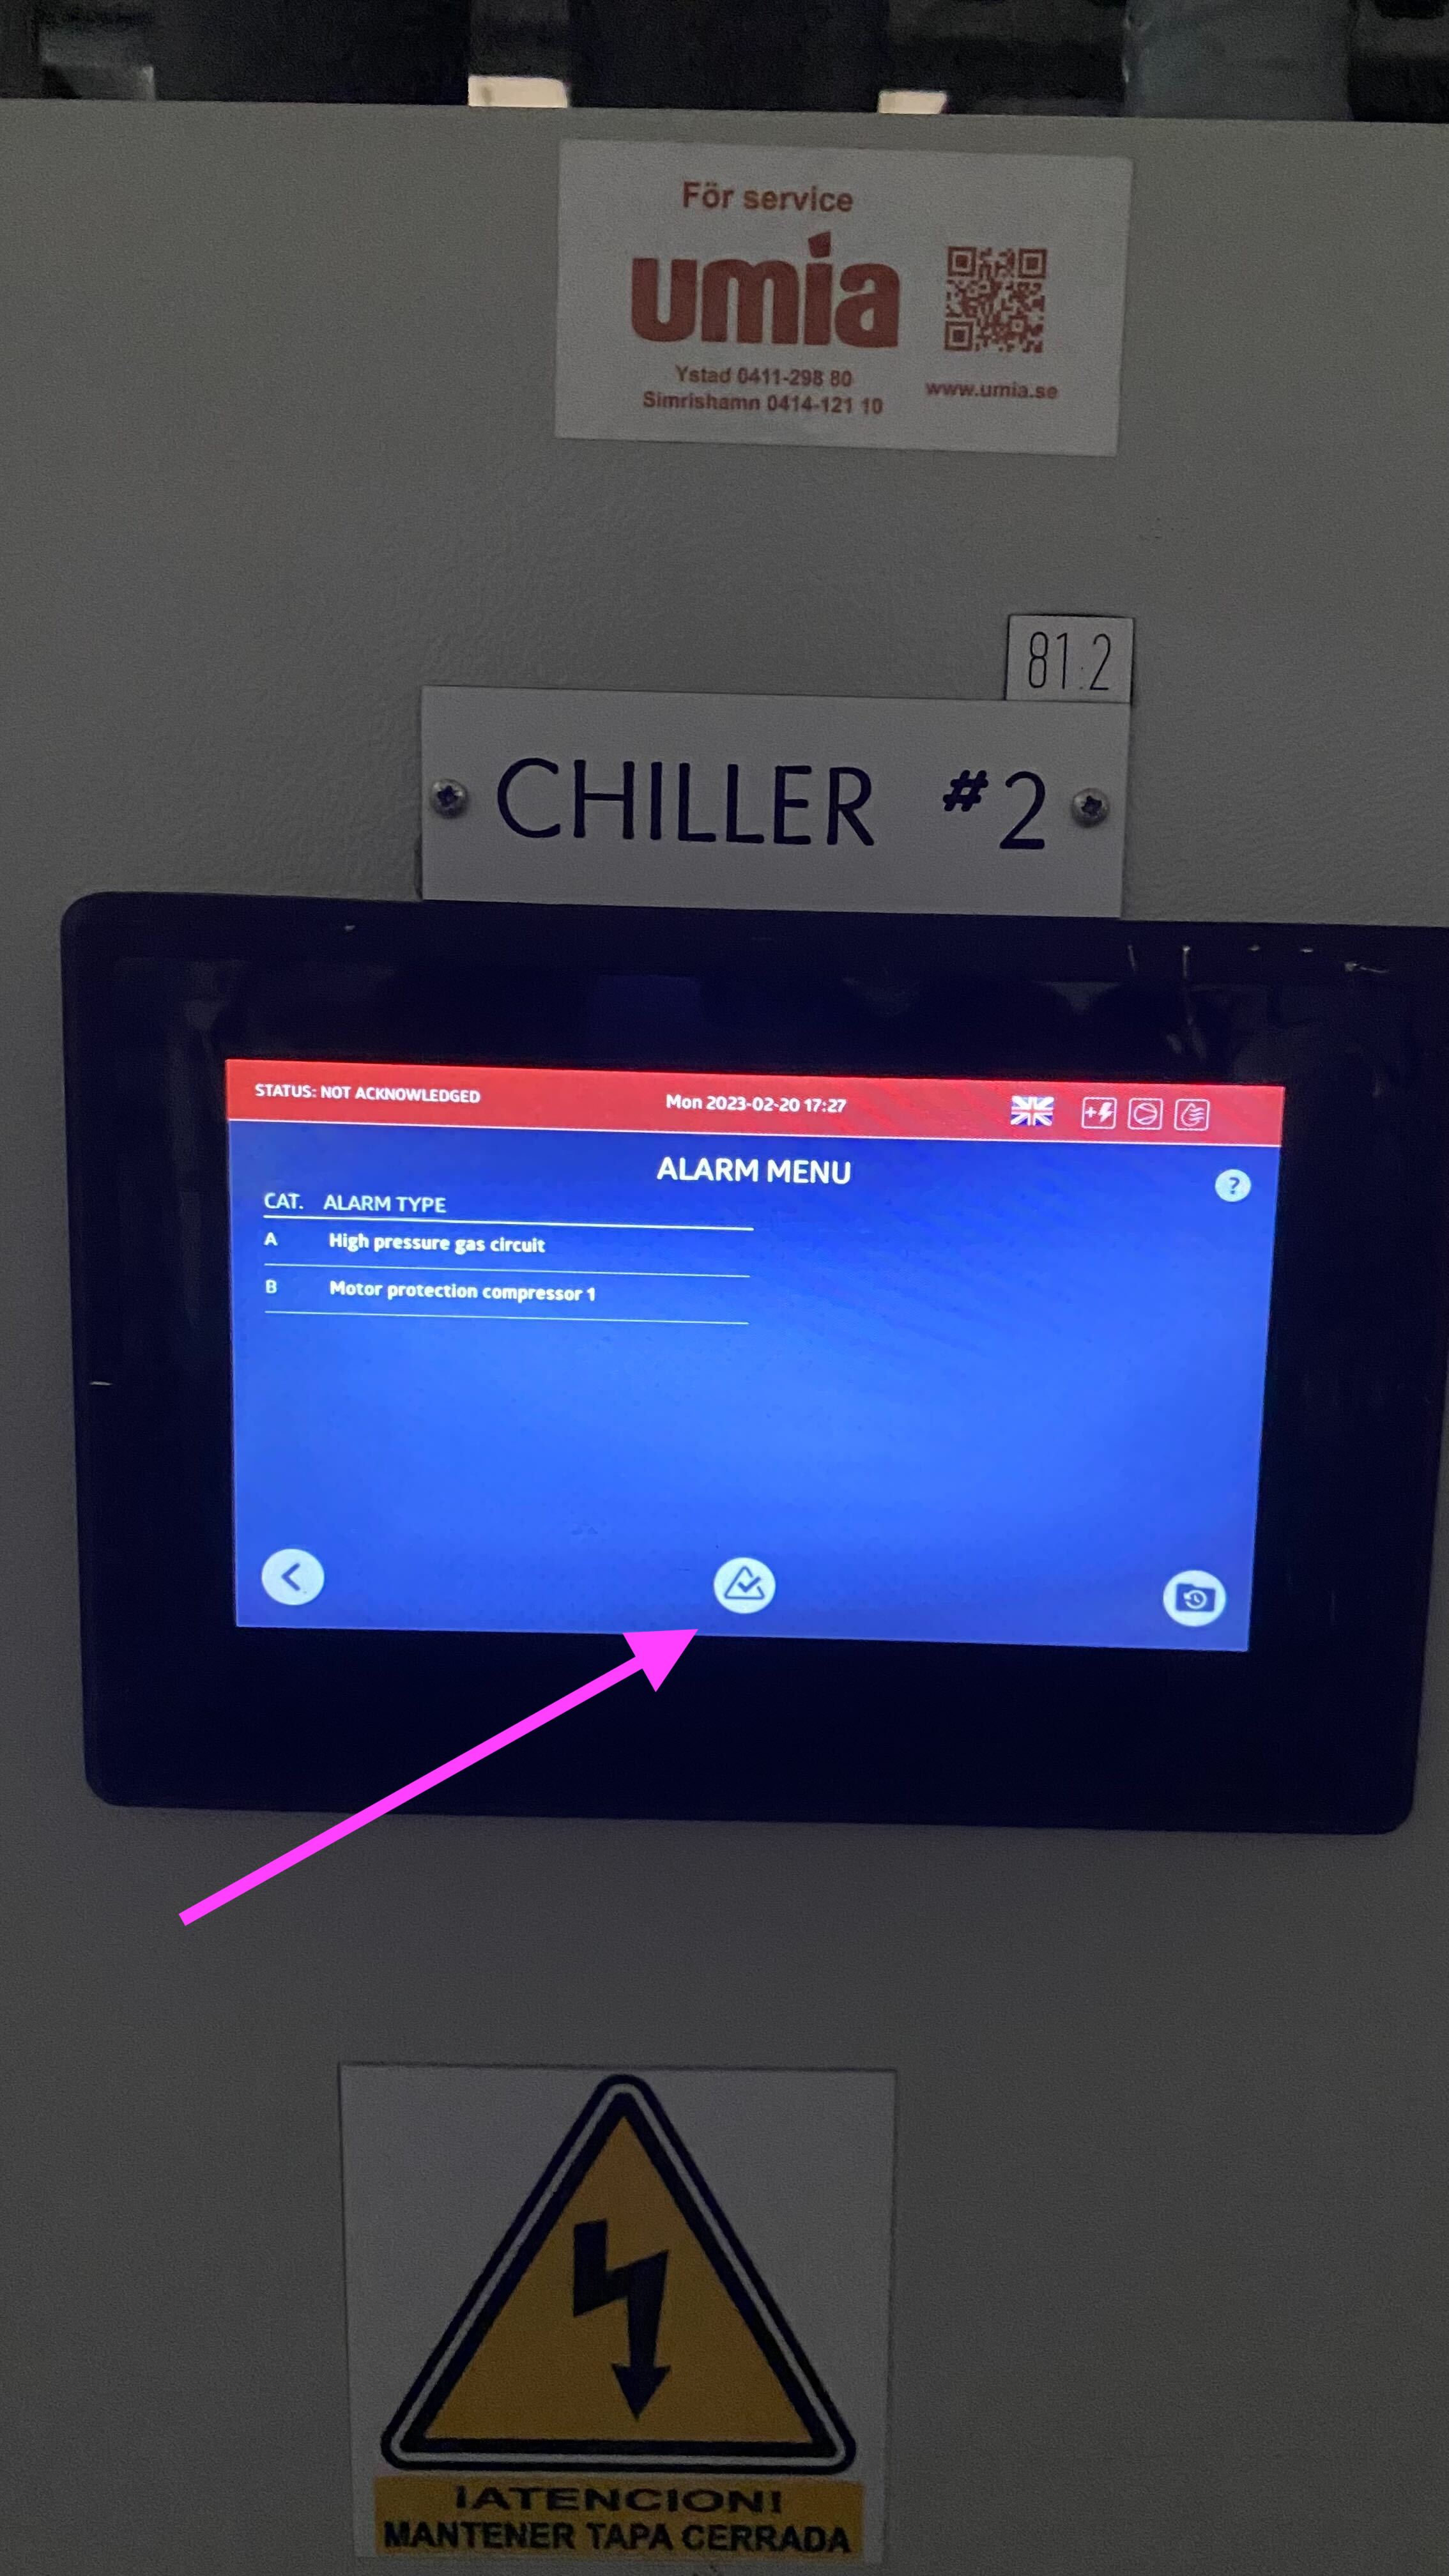 För service
umia
Ystad 0411-298 80
Simrishamn 0414-121 10
www.umia.se
81.2
CHILLER #2
STATUS: NOT ACKNOWLEDGED
Mon 2023-02-20 17:27
ALARM MENU
?
CAT. ALARM TYPE
A High pressure gas circuit
B Motor protection compressor 1
¡ATENCION!
MANTENER TAPA CERRADA